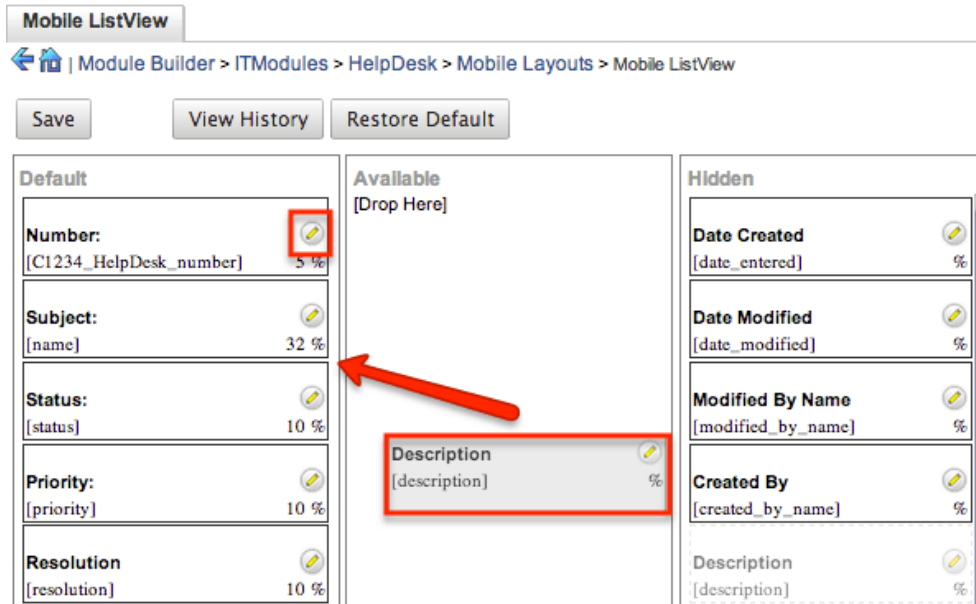 Mobile ListView
| Module Builder > ITModules > HelpDesk > Mobile Layouts > Mobile ListView
Save View History Restore Default
Default
Number:
[C1234_HelpDesk_number] 5 %
Subject:
[name] 32 %
Status:
[status] 10 %
Priority:
[priority] 10 %
Resolution
[resolution] 10 %
Available
[Drop Here]
Description
[description] %
Hidden
Date Created
[date_entered] %
Date Modified
[date_modified] %
Modified By Name
[modified_by_name] %
Created By
[created_by_name] %
Description
[description] %